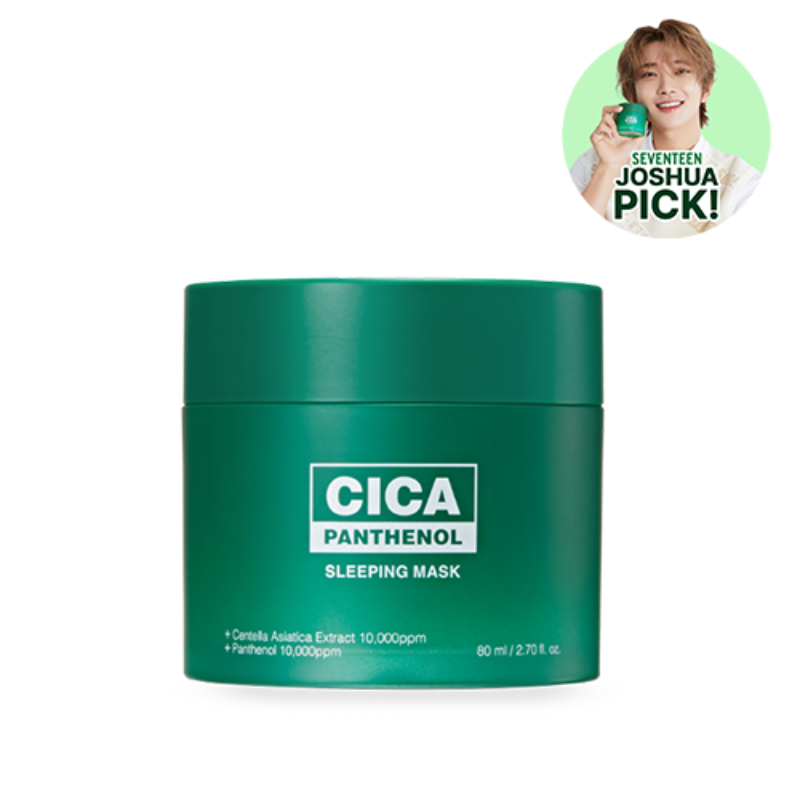 SEVENTEEN
JOSHUA
PICK!
CICA
PANTHENOL
SLEEPING MASK
+Centella Asiatica Extract 10,000ppm
+Panthenol 10,000ppm
80 ml / 2.70 fl. oz.